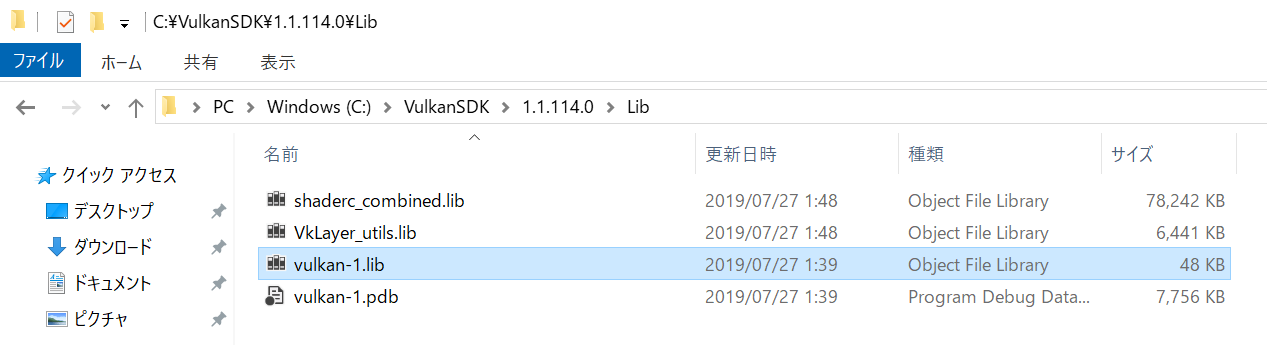 C:¥VulkanSDK¥1.1.114.0¥Lib
ファイル ホーム 共有 表示
PC Windows (C:) VulkanSDK 1.1.114.0 Lib
名前 更新日時 種類 サイズ
クイック アクセス
デスクトップ
ダウンロード
ドキュメント
ピクチャ
shaderc_combined.lib 2019/07/27 1:48 Object File Library 78,242 KB
VkLayer_utils.lib 2019/07/27 1:48 Object File Library 6,441 KB
vulkan-1.lib 2019/07/27 1:39 Object File Library 48 KB
vulkan-1.pdb 2019/07/27 1:39 Program Debug Data... 7,756 KB